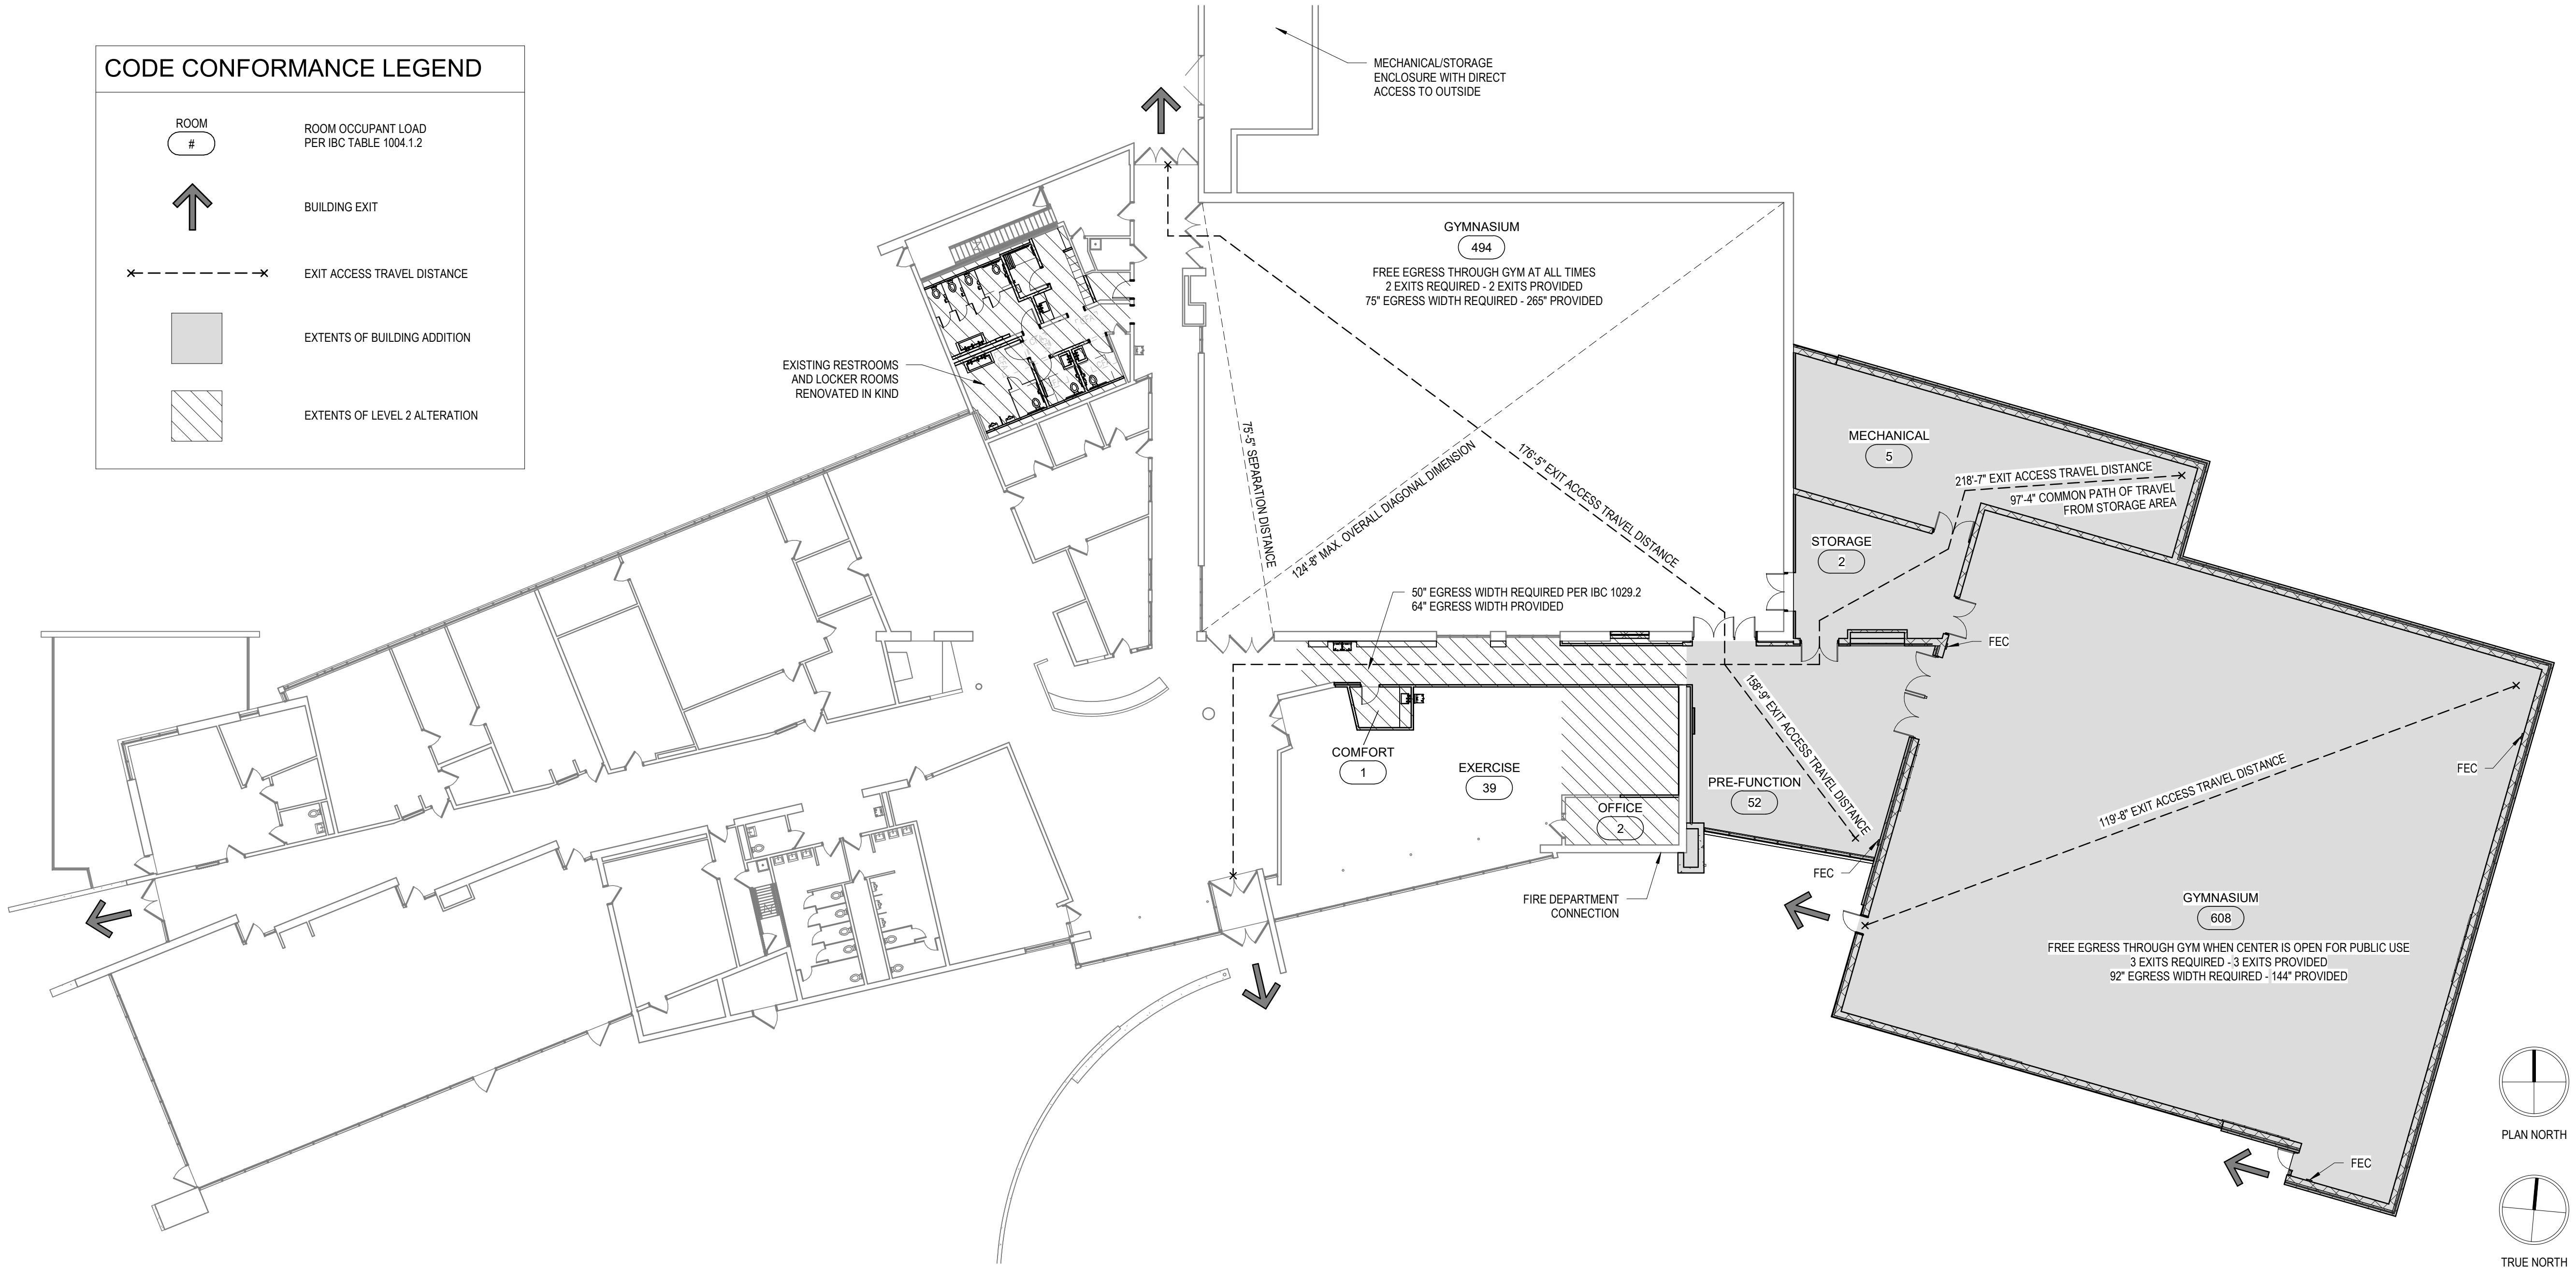 CODE CONFORMANCE LEGEND
ROOM
#
ROOM OCCUPANT LOAD
PER IBC TABLE 1004.1.2
BUILDING EXIT
EXIT ACCESS TRAVEL DISTANCE
EXTENTS OF BUILDING ADDITION
EXTENTS OF LEVEL 2 ALTERATION
MECHANICAL/STORAGE
ENCLOSURE WITH DIRECT
ACCESS TO OUTSIDE
GYMNASIUM
494
FREE EGRESS THROUGH GYM AT ALL TIMES
2 EXITS REQUIRED - 2 EXITS PROVIDED
75" EGRESS WIDTH REQUIRED - 265" PROVIDED
EXISTING RESTROOMS
AND LOCKER ROOMS
RENOVATED IN KIND
75'-5" SEPARATION DISTANCE
124'-8" MAX. OVERALL DIAGONAL DIMENSION
176'-5" EXIT ACCESS TRAVEL DISTANCE
MECHANICAL
5
218'-7" EXIT ACCESS TRAVEL DISTANCE
97'-4" COMMON PATH OF TRAVEL
FROM STORAGE AREA
STORAGE
2
50" EGRESS WIDTH REQUIRED PER IBC 1029.2
64" EGRESS WIDTH PROVIDED
FEC
158'-9" EXIT ACCESS TRAVEL DISTANCE
COMFORT
1
EXERCISE
39
PRE-FUNCTION
52
OFFICE
2
FEC
119'-8" EXIT ACCESS TRAVEL DISTANCE
FEC
FIRE DEPARTMENT
CONNECTION
GYMNASIUM
608
FREE EGRESS THROUGH GYM WHEN CENTER IS OPEN FOR PUBLIC USE
3 EXITS REQUIRED - 3 EXITS PROVIDED
92" EGRESS WIDTH REQUIRED - 144" PROVIDED
FEC
PLAN NORTH
TRUE NORTH